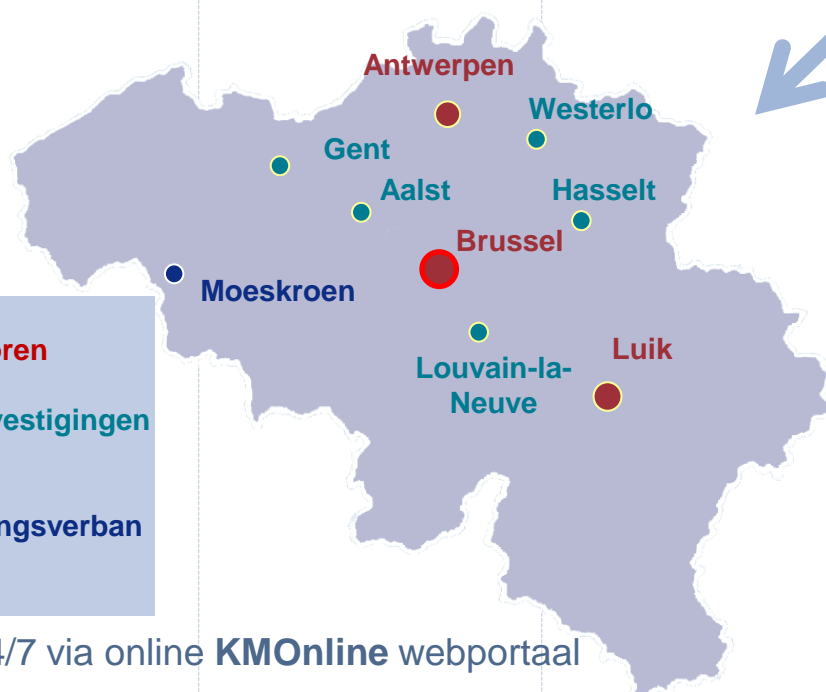 Antwerpen
Westerlo
Gent
Aalst
Hasselt
Brussel
Moeskroen
Luik
Louvain-la-
Neuve
oren
vestigingen
ngsverban
4/7 via online KMOnline webportaal